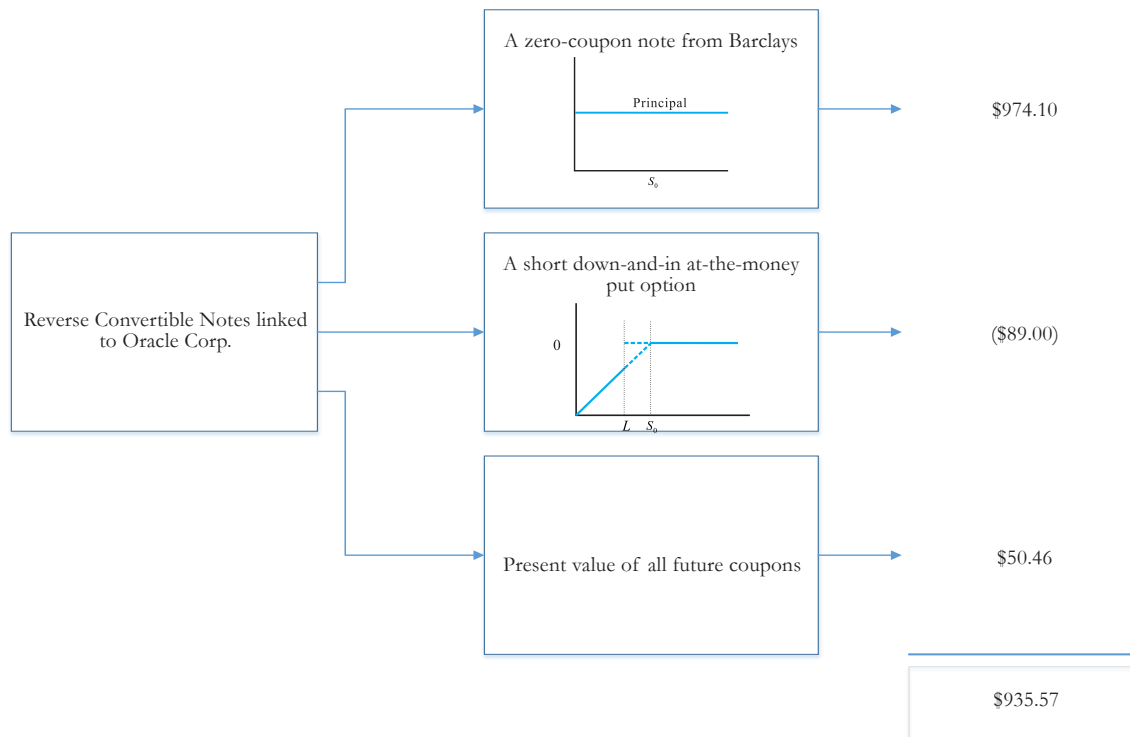 A zero-coupon note from Barclays
Principal
S₀
$974.10
Reverse Convertible Notes linked
to Oracle Corp.
A short down-and-in at-the-money
put option
0
L S₀
($89.00)
Present value of all future coupons
$50.46
$935.57